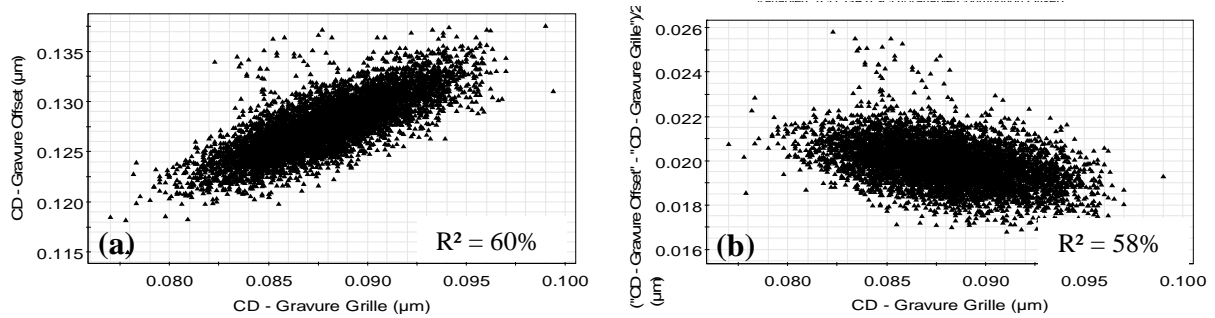 0.135
0.130
0.125
0.120
0.115
CD - Gravure Offset (µm)
(a)
R² = 60%
0.080
0.085
0.090
0.095
0.100
CD - Gravure Grille (µm)
0.026
0.024
0.022
0.020
0.018
0.016
("CD - Gravure Offset" - "CD - Gravure Grille")/2
(µm)
(b)
R² = 58%
0.080
0.085
0.090
0.095
0.100
CD - Gravure Grille (µm)